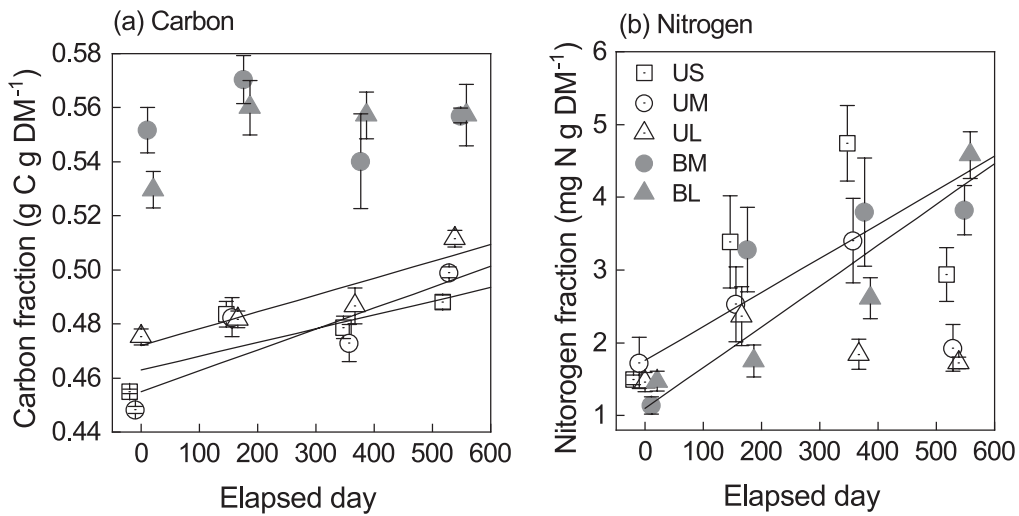 (a) Carbon
Carbon fraction (g C g DM⁻¹)
0.58
0.56
0.54
0.52
0.50
0.48
0.46
0.44
0 100 200 300 400 500 600
Elapsed day
(b) Nitrogen
Nitorogen fraction (mg N g DM⁻¹)
6
5
4
3
2
1
US
UM
UL
BM
BL
0 100 200 300 400 500 600
Elapsed day